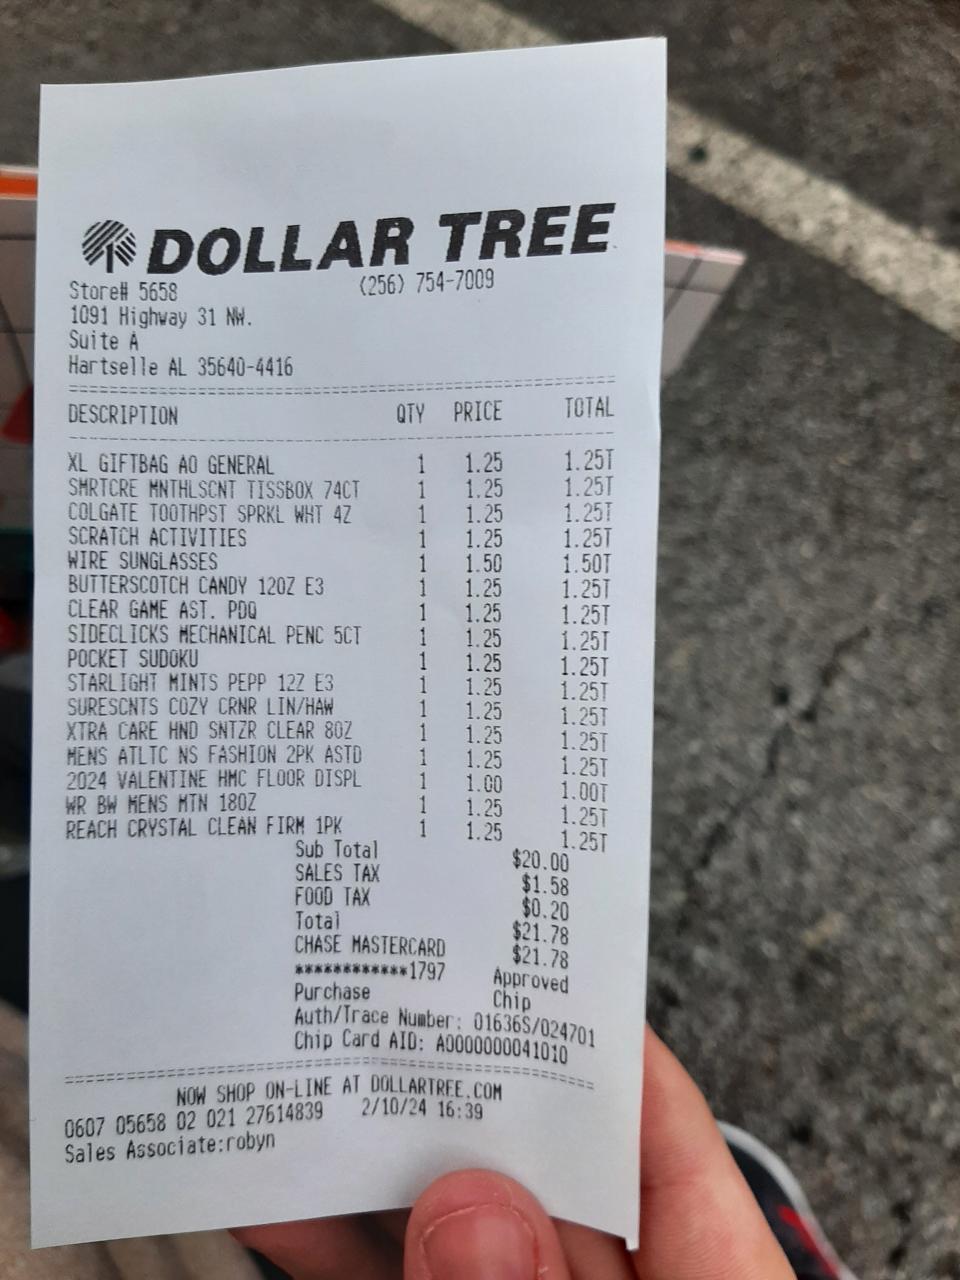 DOLLAR TREE
Store# 5658 (256) 754-7009
1091 Highway 31 NW.
Suite A
Hartselle AL 35640-4416
================================================
DESCRIPTION QTY PRICE TOTAL
------------------------------------------------
XL GIFTBAG AO GENERAL 1 1.25 1.25T
SMRTCRE MNTHLSCNT TISSBOX 74CT 1 1.25 1.25T
COLGATE TOOTHPST SPRKL WHT 4Z 1 1.25 1.25T
SCRATCH ACTIVITIES 1 1.25 1.25T
WIRE SUNGLASSES 1 1.50 1.50T
BUTTERSCOTCH CANDY 12OZ E3 1 1.25 1.25T
CLEAR GAME AST. PDQ 1 1.25 1.25T
SIDECLICKS MECHANICAL PENC 5CT 1 1.25 1.25T
POCKET SUDOKU 1 1.25 1.25T
STARLIGHT MINTS PEPP 12Z E3 1 1.25 1.25T
SURESCNTS COZY CRNR LIN/HAW 1 1.25 1.25T
XTRA CARE HND SNTZR CLEAR 8OZ 1 1.25 1.25T
MENS ATLTC NS FASHION 2PK ASTD 1 1.25 1.25T
2024 VALENTINE HMC FLOOR DISPL 1 1.00 1.00T
WR BW MENS MTN 18OZ 1 1.25 1.25T
REACH CRYSTAL CLEAN FIRM 1PK 1 1.25 1.25T
Sub Total $20.00
SALES TAX $1.58
FOOD TAX $0.20
Total $21.78
CHASE MASTERCARD $21.78
************1797 Approved
Purchase Chip
Auth/Trace Number: 01636S/024701
Chip Card AID: A0000000041010
================================================
NOW SHOP ON-LINE AT DOLLARTREE.COM
0607 05658 02 021 27614839 2/10/24 16:39
Sales Associate:robyn